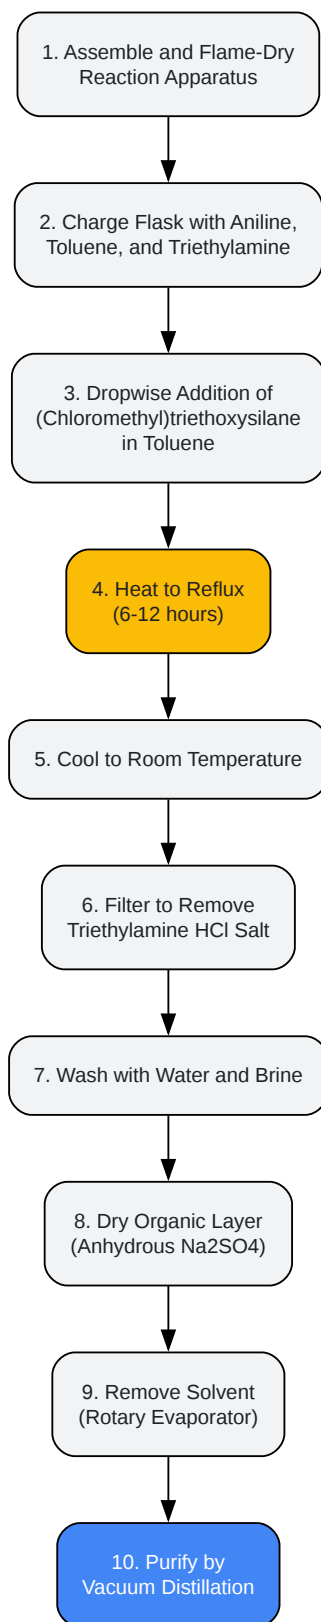 1. Assemble and Flame-Dry
Reaction Apparatus
2. Charge Flask with Aniline,
Toluene, and Triethylamine
3. Dropwise Addition of
(Chloromethyl)triethoxysilane
in Toluene
4. Heat to Reflux
(6-12 hours)
5. Cool to Room Temperature
6. Filter to Remove
Triethylamine HCl Salt
7. Wash with Water and Brine
8. Dry Organic Layer
(Anhydrous Na2SO4)
9. Remove Solvent
(Rotary Evaporator)
10. Purify by
Vacuum Distillation